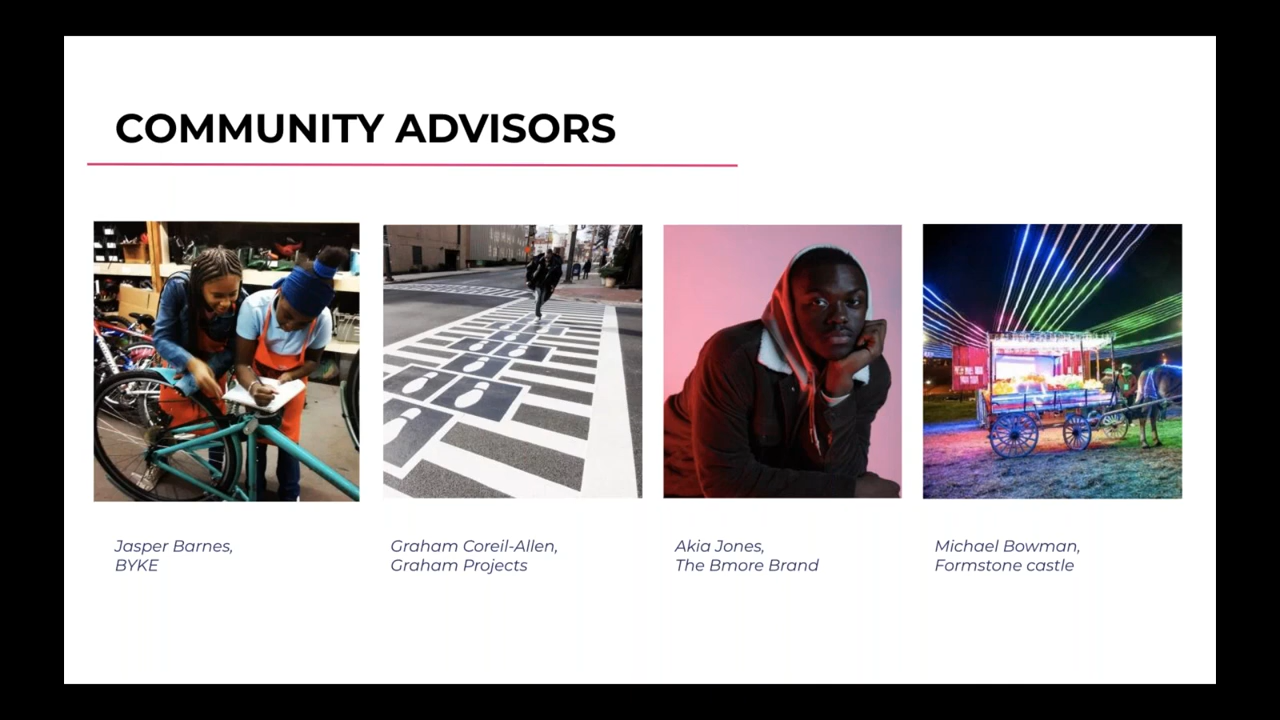 COMMUNITY ADVISORS
Jasper Barnes,
BYKE
Graham Coreil-Allen,
Graham Projects
Akia Jones,
The Bmore Brand
Michael Bowman,
Formstone castle